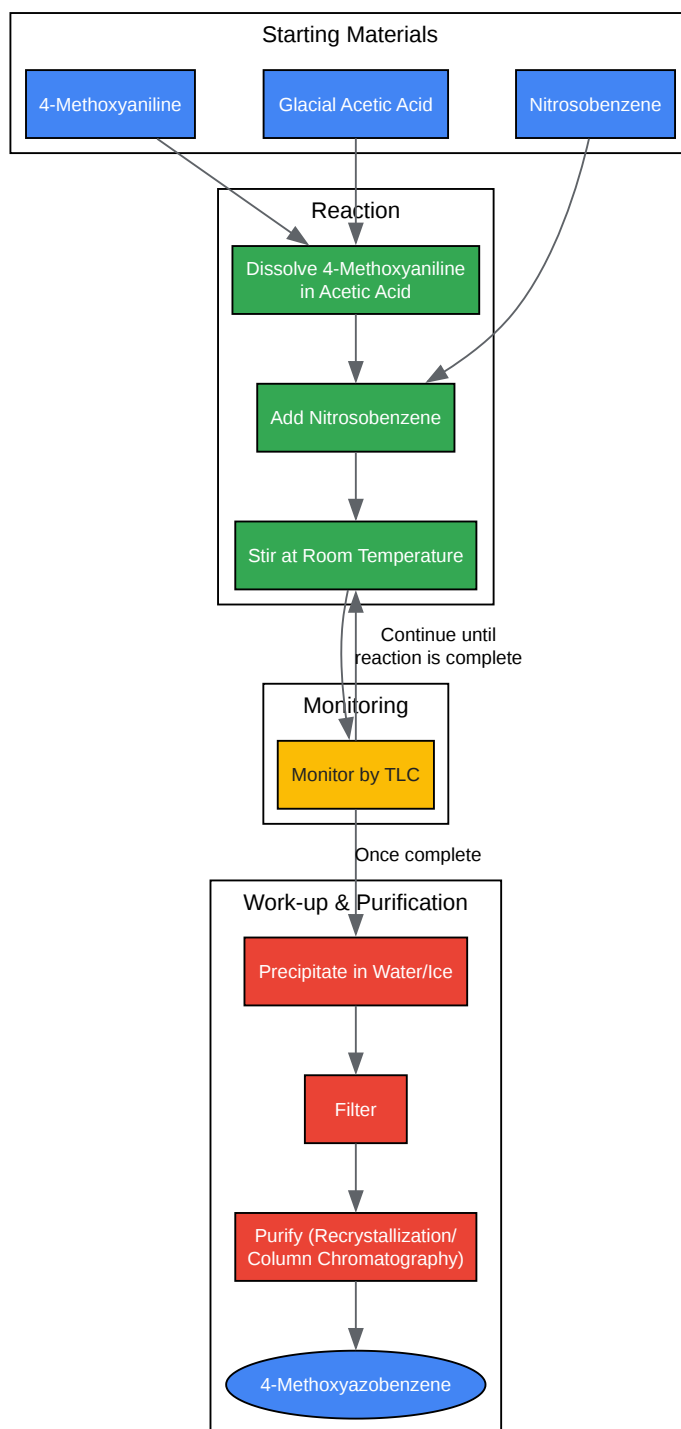 Starting Materials
4-Methoxyaniline
Glacial Acetic Acid
Nitrosobenzene
Reaction
Dissolve 4-Methoxyaniline
in Acetic Acid
Add Nitrosobenzene
Stir at Room Temperature
Continue until
reaction is complete
Monitoring
Monitor by TLC
Once complete
Work-up & Purification
Precipitate in Water/Ice
Filter
Purify (Recrystallization/
Column Chromatography)
4-Methoxyazobenzene